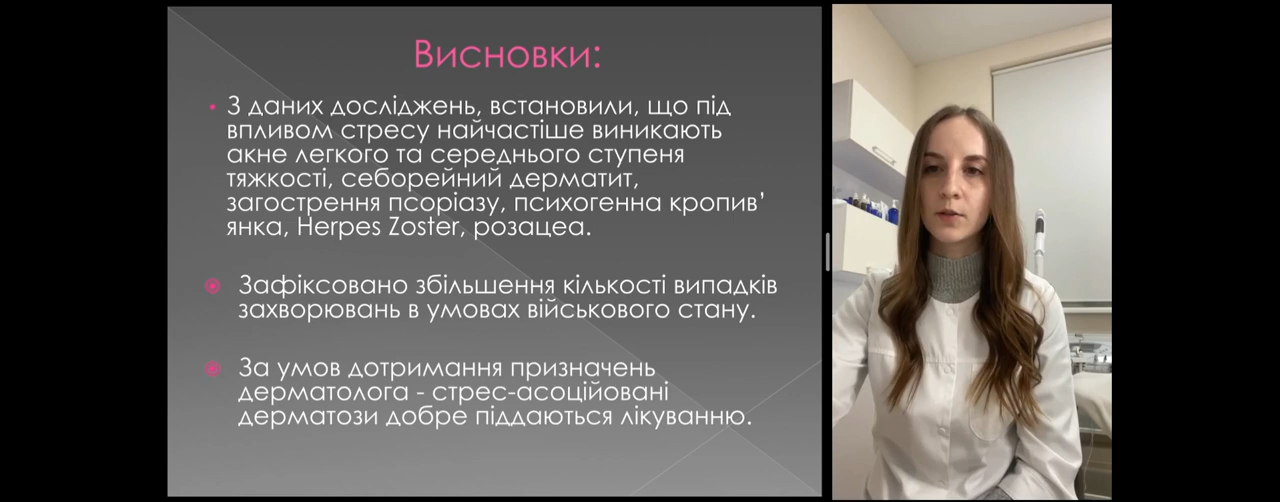 Висновки:
З даних досліджень, встановили, що під
впливом стресу найчастіше виникають
акне легкого та середнього ступеня
тяжкості, себорейний дерматит,
загострення псоріазу, психогенна кропив’
янка, Herpes Zoster, розацеа.
Зафіксовано збільшення кількості випадків
захворювань в умовах військового стану.
За умов дотримання призначень
дерматолога - стрес-асоційовані
дерматози добре піддаються лікуванню.